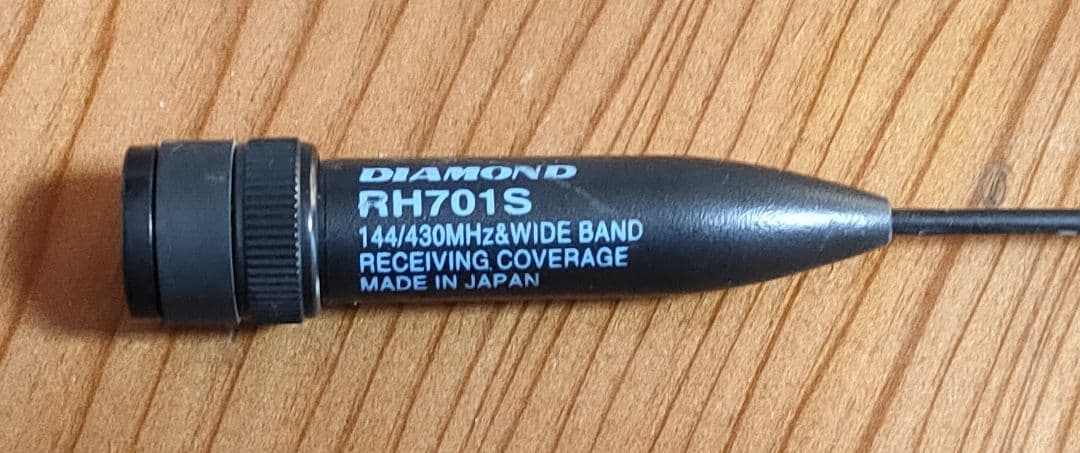 DIAMOND
RH701S
144/430MHz&WIDE BAND
RECEIVING COVERAGE
MADE IN JAPAN